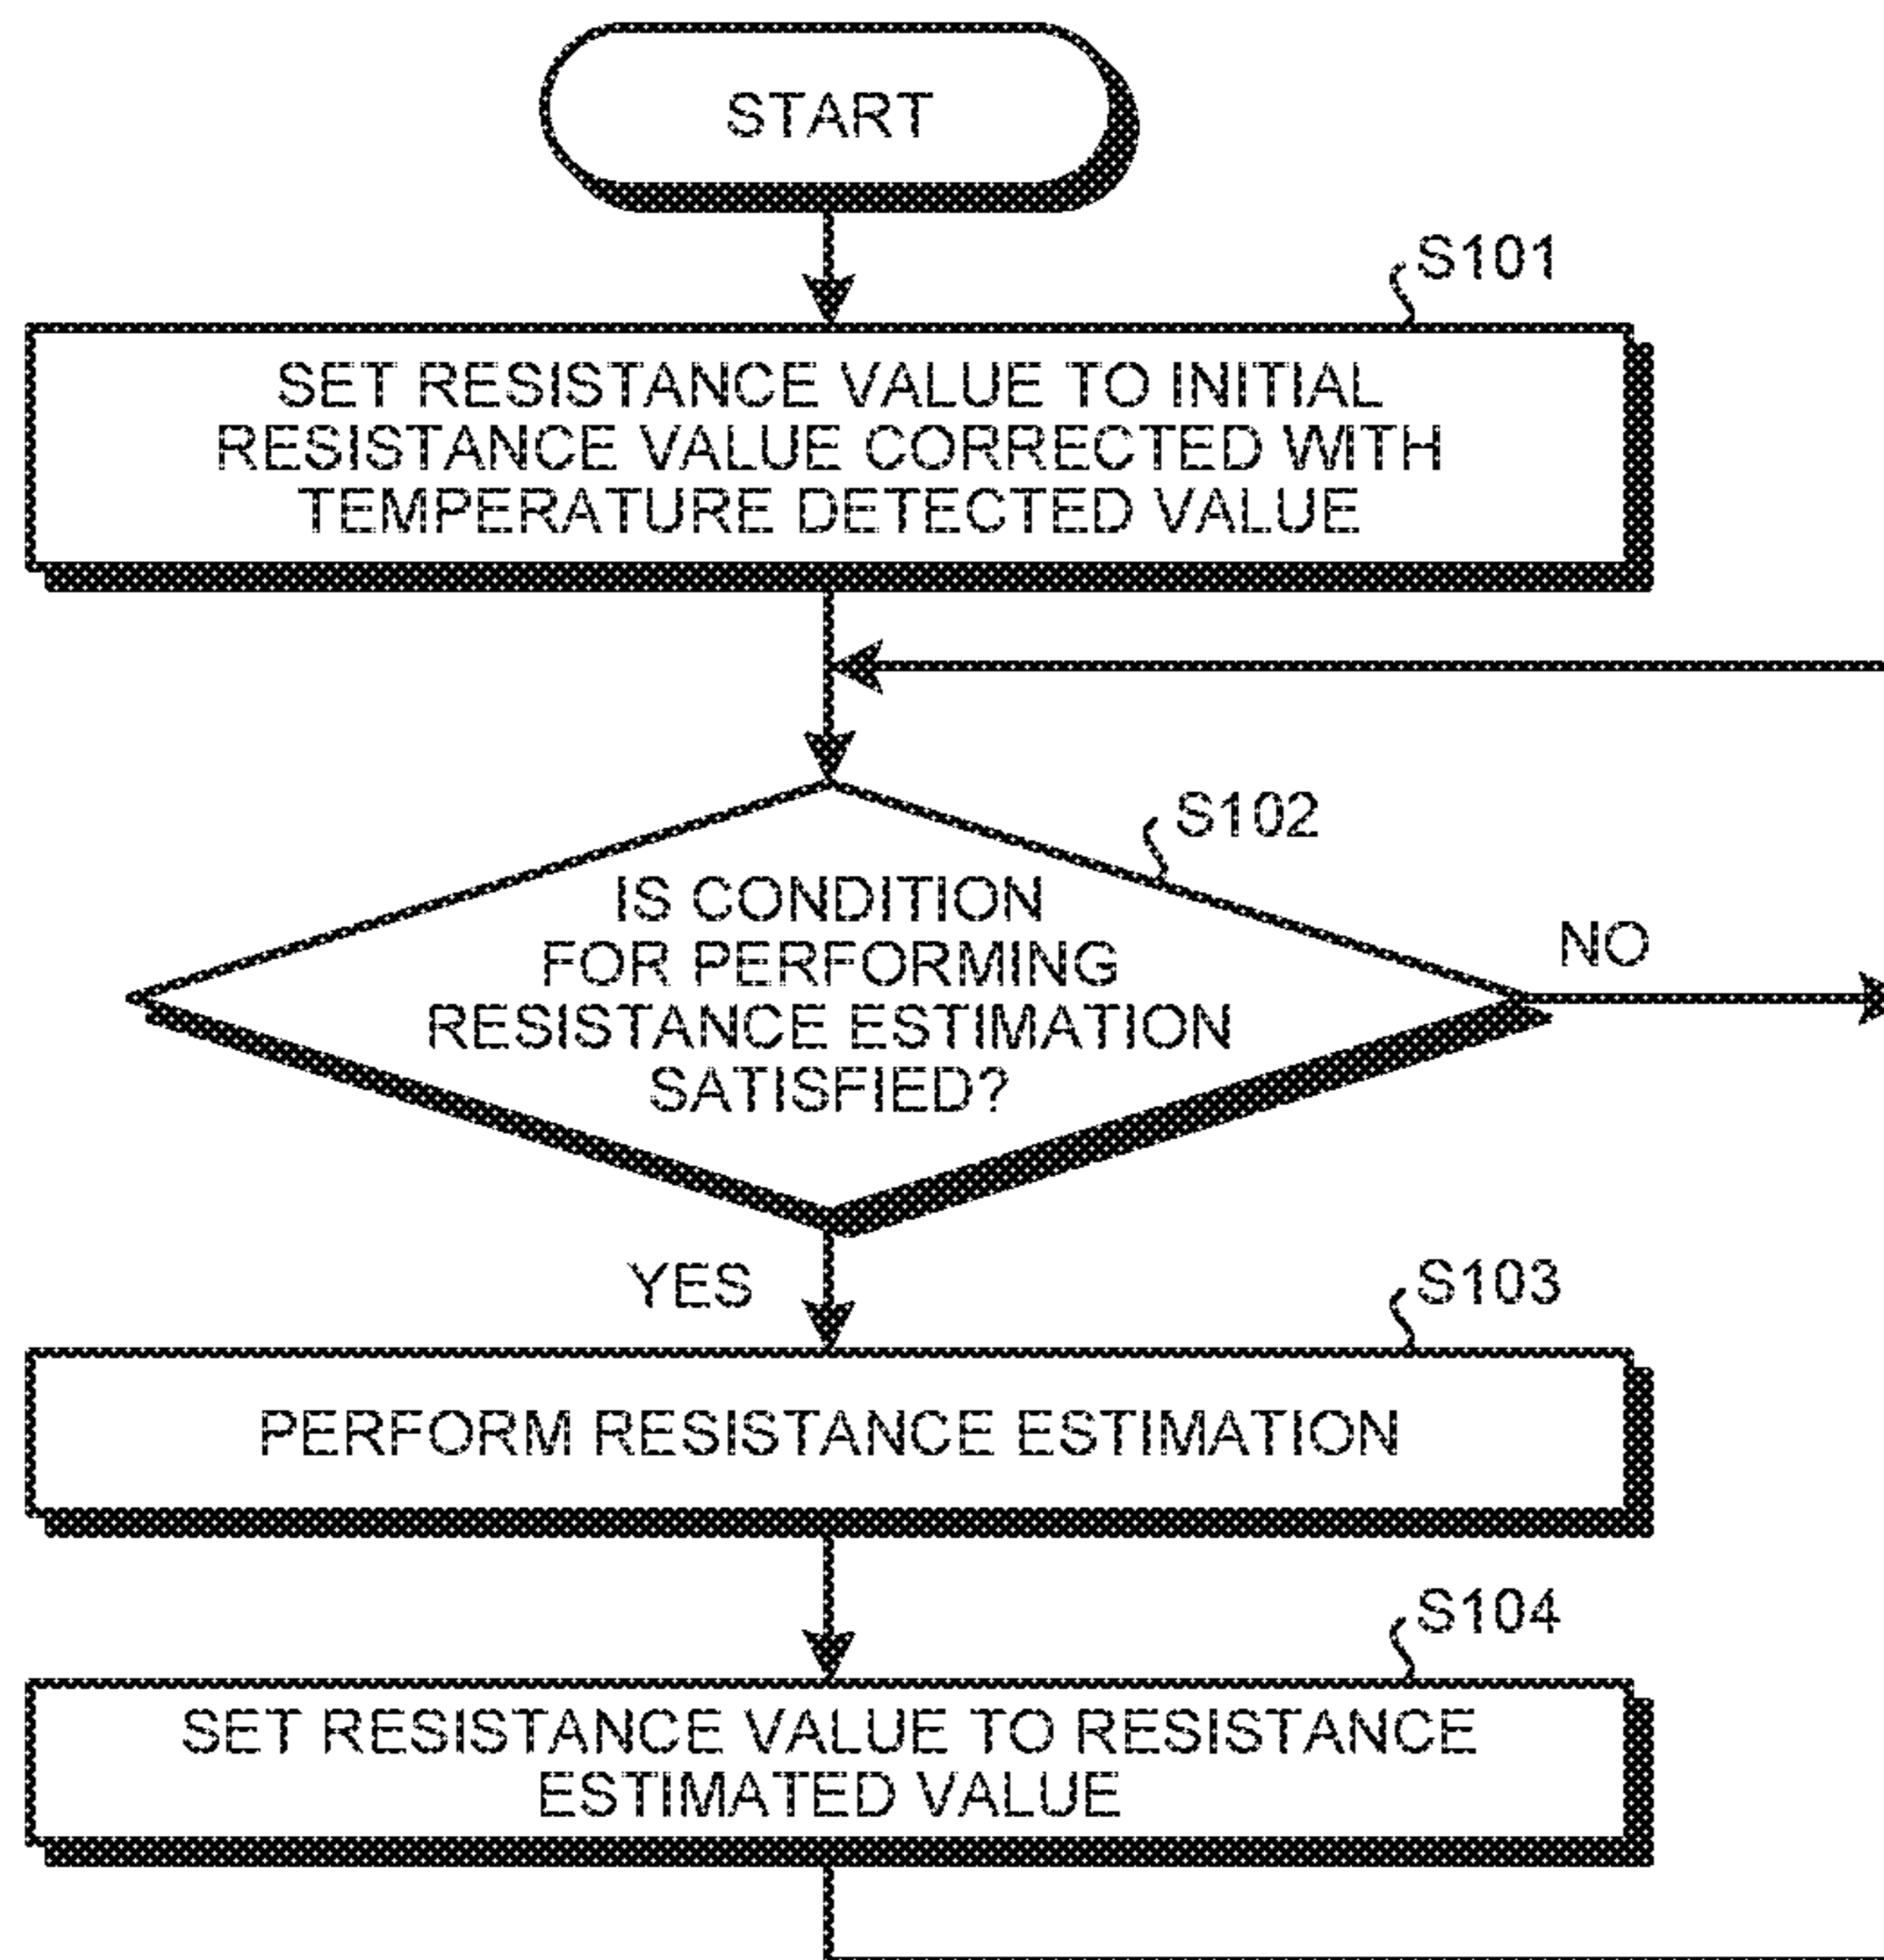 START
S101
SET RESISTANCE VALUE TO INITIAL
RESISTANCE VALUE CORRECTED WITH
TEMPERATURE DETECTED VALUE
S102
IS CONDITION
FOR PERFORMING
RESISTANCE ESTIMATION
SATISFIED?
NO
YES
S103
PERFORM RESISTANCE ESTIMATION
S104
SET RESISTANCE VALUE TO RESISTANCE
ESTIMATED VALUE